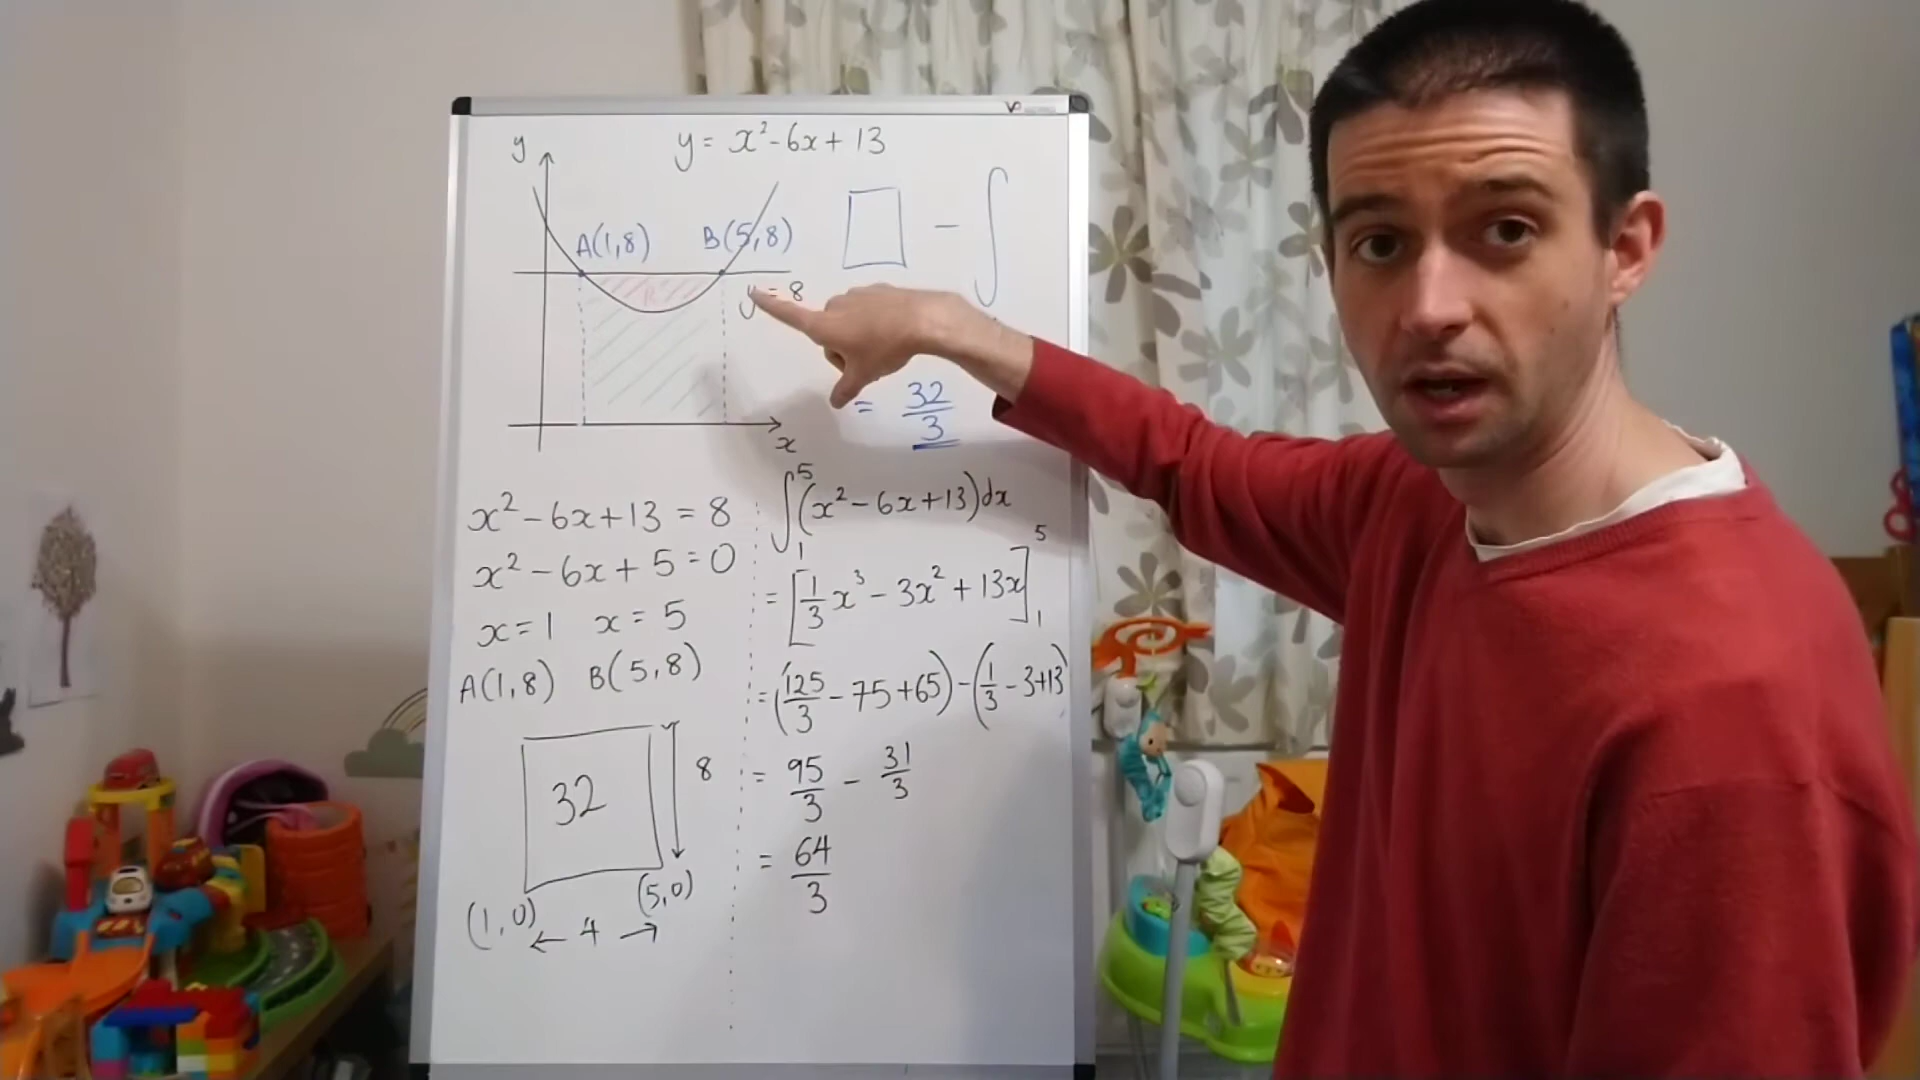 y = x² - 6x + 13
y
A(1,8) B(5,8)
□ - ∫
R
y = 8
= 32/3
x
x² - 6x + 13 = 8
x² - 6x + 5 = 0
x = 1 x = 5
A(1,8) B(5,8)
32
8
(1,0) (5,0)
← 4 →
∫₁⁵ (x² - 6x + 13) dx
= [1/3 x³ - 3x² + 13x]₁⁵
= (125/3 - 75 + 65) - (1/3 - 3 + 13)
= 95/3 - 31/3
= 64/3